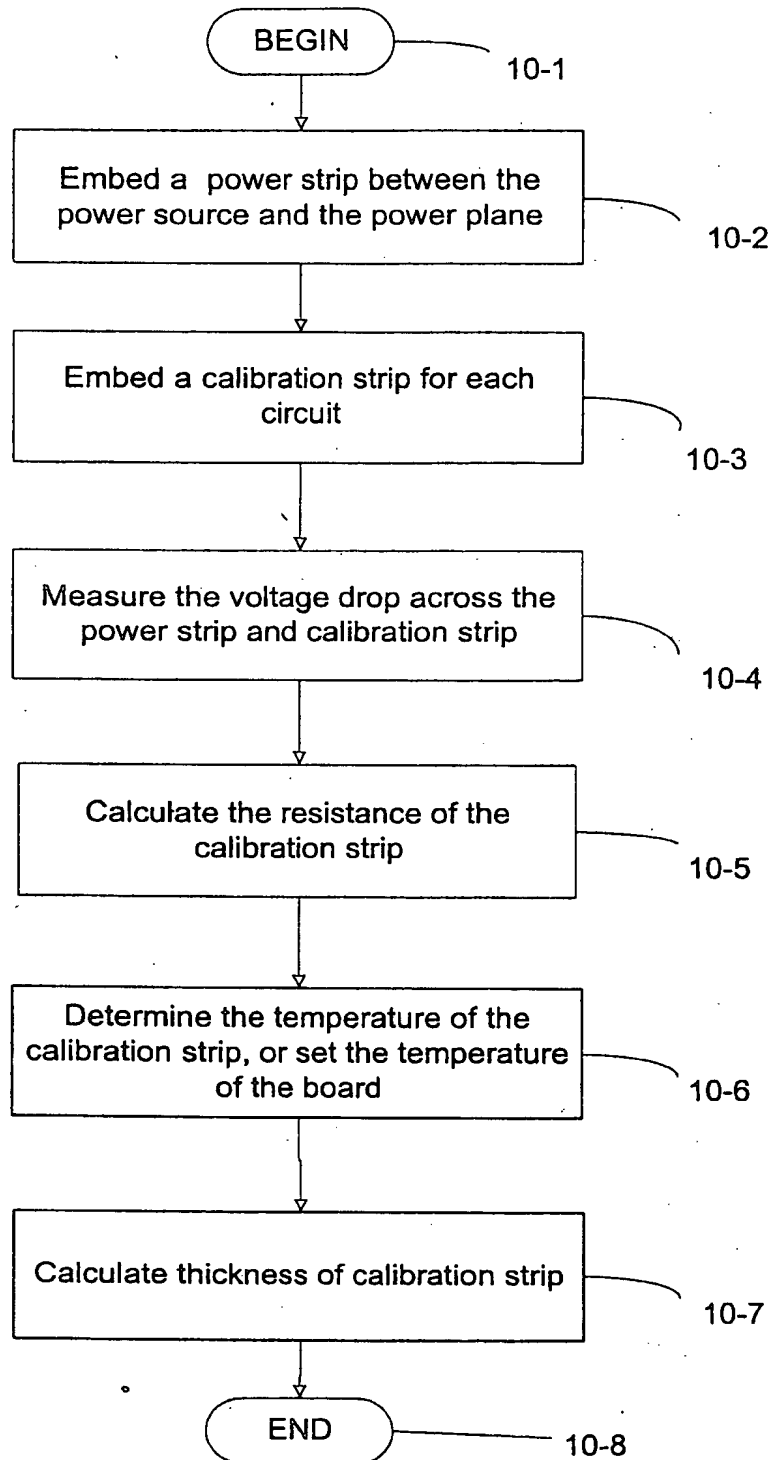 BEGIN
10-1
Embed a power strip between the
power source and the power plane
10-2
Embed a calibration strip for each
circuit
10-3
Measure the voltage drop across the
power strip and calibration strip
10-4
Calculate the resistance of the
calibration strip
10-5
Determine the temperature of the
calibration strip, or set the temperature
of the board
10-6
Calculate thickness of calibration strip
10-7
END
10-8